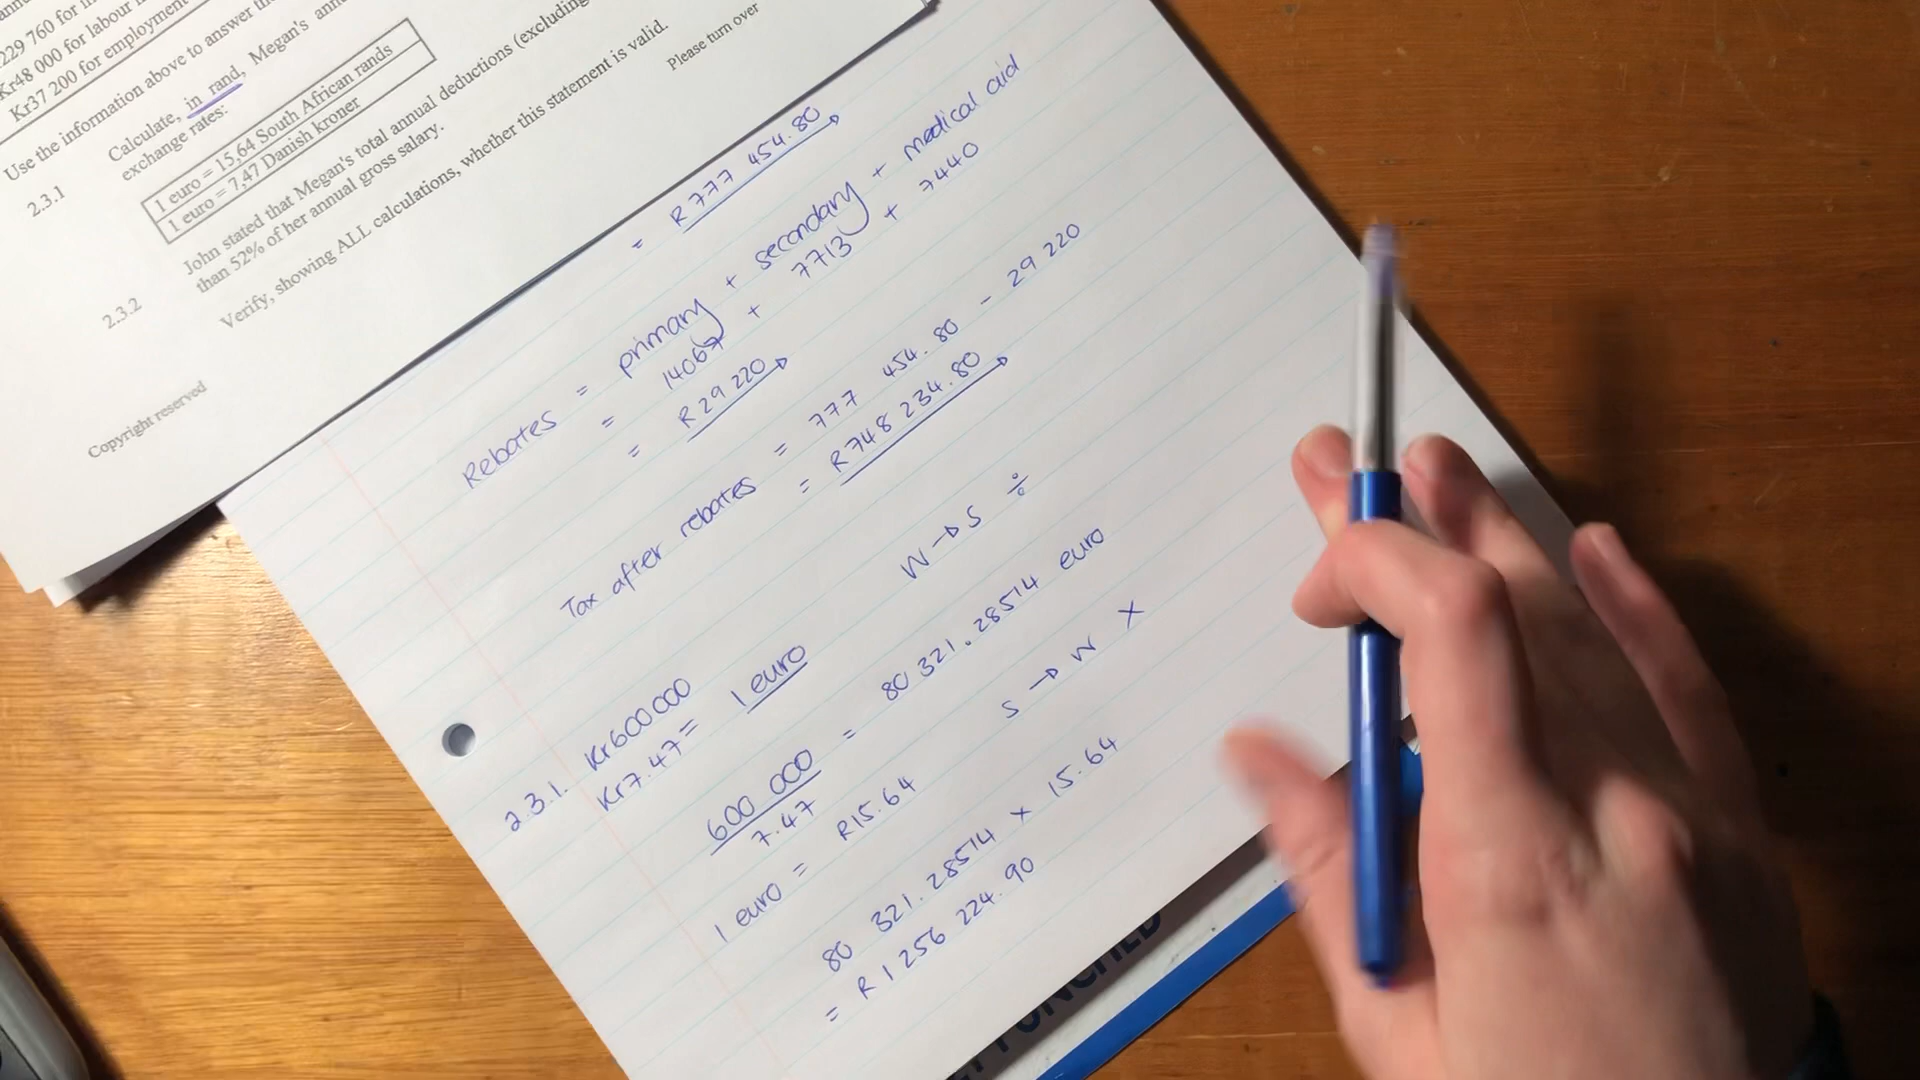 229 760 for
Kr48 000 for labour
Kr37 200 for employment
Use the information above to answer
2.3.1 Calculate, in rand, Megan's
exchange rates:
1 euro = 15,64 South African rands
1 euro = 7,47 Danish kroner
2.3.2 John stated that Megan's total annual deductions (excluding
than 52% of her annual gross salary.
Verify, showing ALL calculations, whether this statement is valid.
Copyright reserved
Please turn over
= R777 454.80
Rebates = primary + secondary + medical aid
= 14067 + 7713 + 7440
= R29 220
Tax after rebates = 777 454.80 - 29 220
= R748 234.80
W → S ÷
2.3.1. Kr600000
Kr7.47 = 1 euro
600 000
7.47
= 80 321.28514 euro
S → W ×
1 euro = R15.64
80 321.28514 × 15.64
= R1 256 224.90
PUNCHED